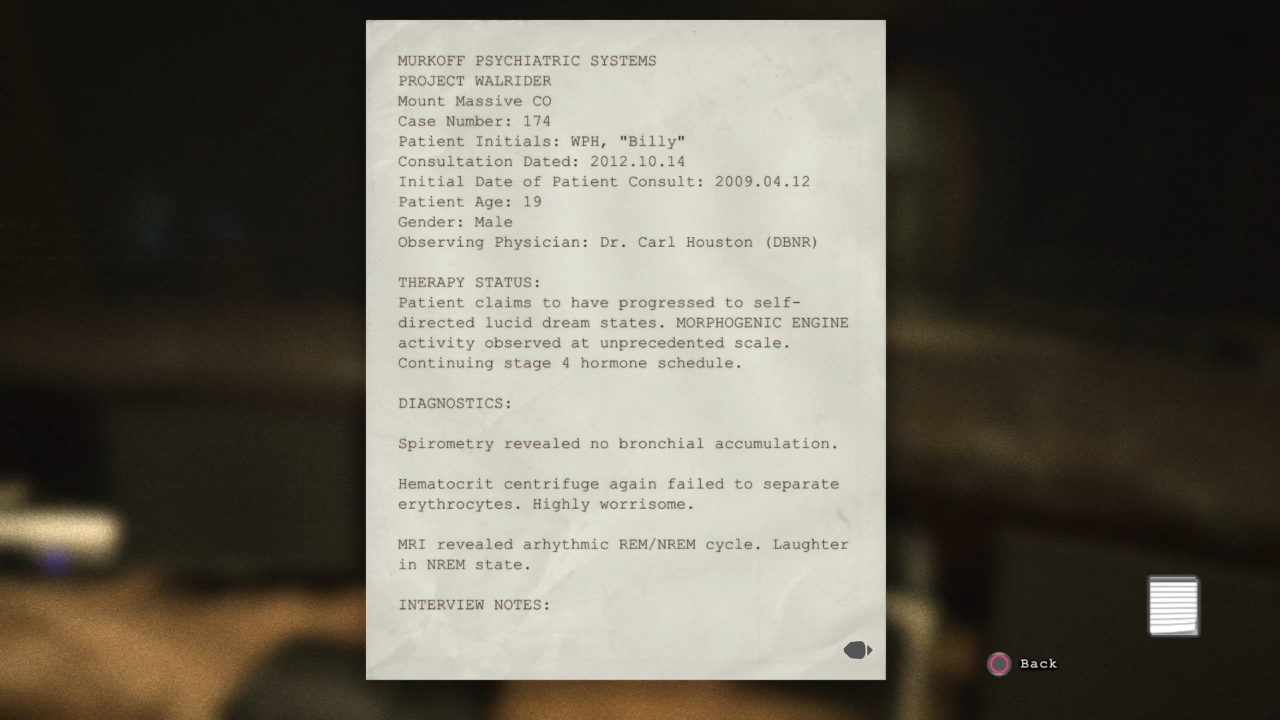 MURKOFF PSYCHIATRIC SYSTEMS
PROJECT WALRIDER
Mount Massive CO
Case Number: 174
Patient Initials: WPH, "Billy"
Consultation Dated: 2012.10.14
Initial Date of Patient Consult: 2009.04.12
Patient Age: 19
Gender: Male
Observing Physician: Dr. Carl Houston (DBNR)
THERAPY STATUS:
Patient claims to have progressed to self-
directed lucid dream states. MORPHOGENIC ENGINE
activity observed at unprecedented scale.
Continuing stage 4 hormone schedule.
DIAGNOSTICS:
Spirometry revealed no bronchial accumulation.
Hematocrit centrifuge again failed to separate
erythrocytes. Highly worrisome.
MRI revealed arhythmic REM/NREM cycle. Laughter
in NREM state.
INTERVIEW NOTES:
Back